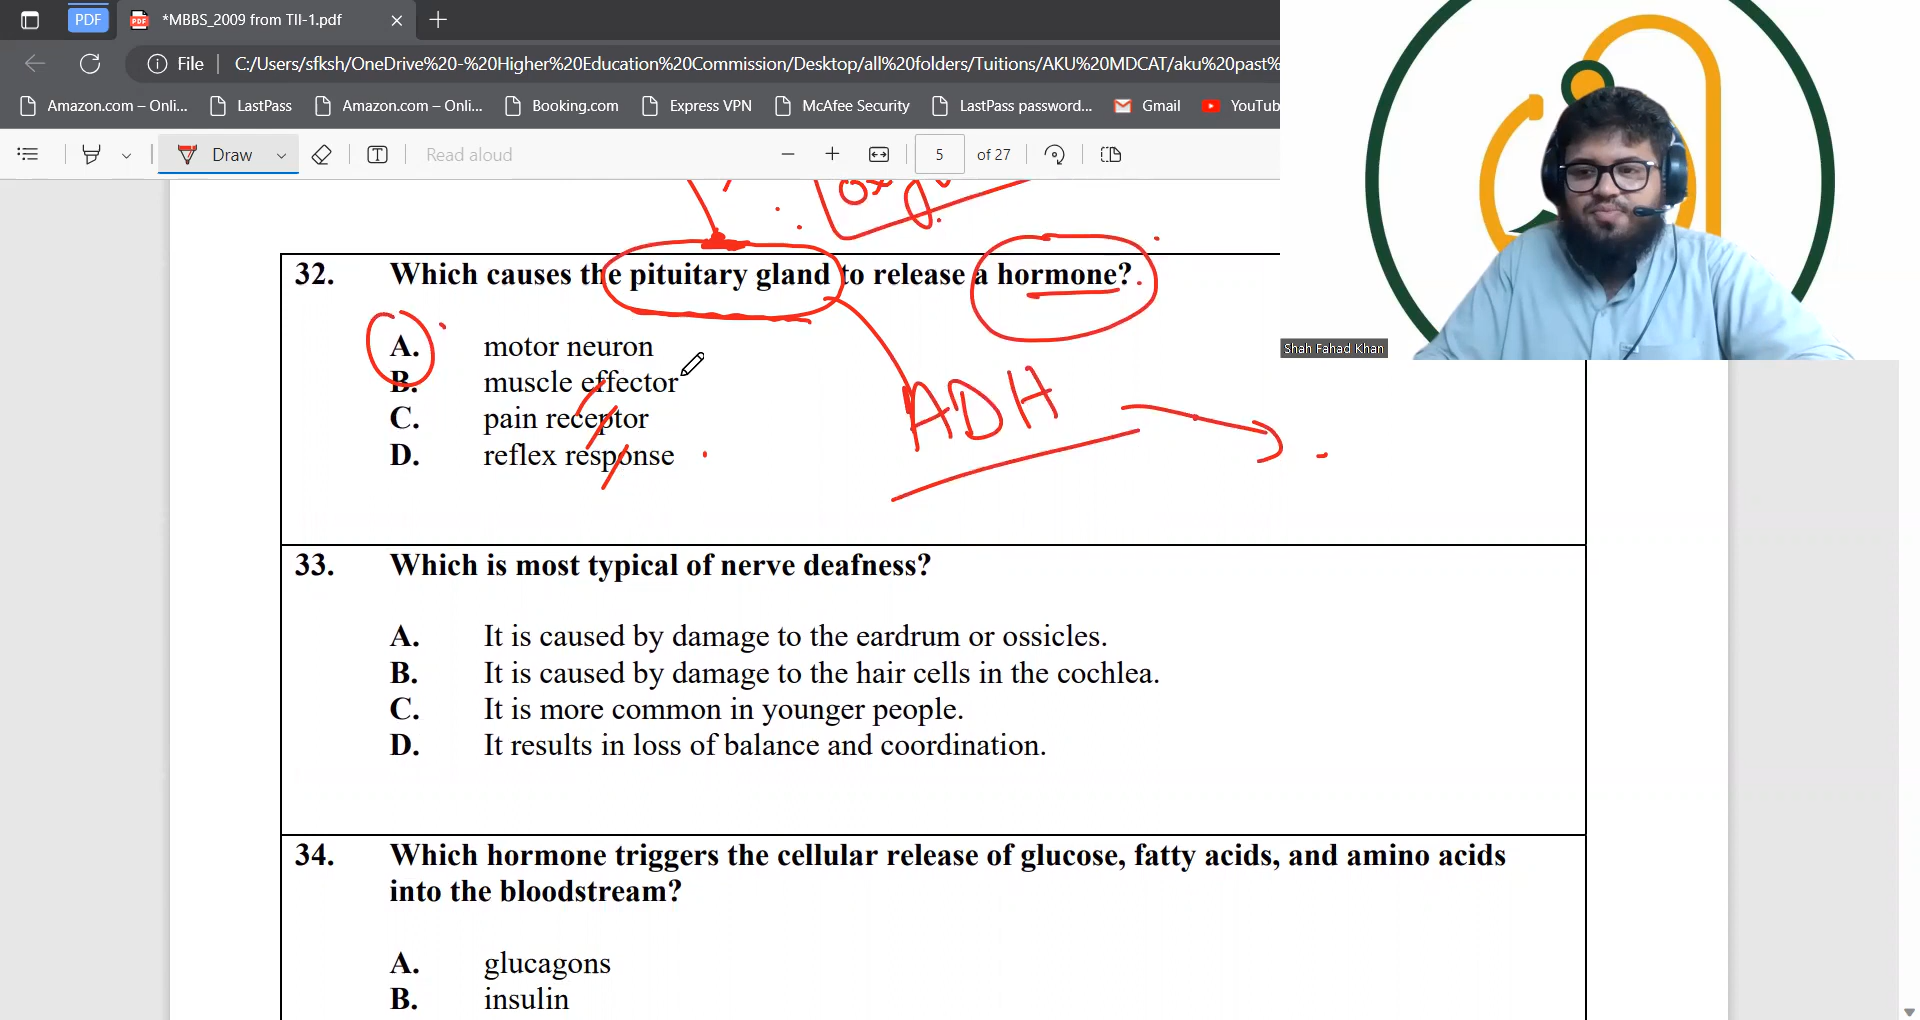 PDF
*MBBS_2009 from TII-1.pdf
File
C:/Users/sfksh/OneDrive%20-%20Higher%20Education%20Commission/Desktop/all%20folders/Tuitions/AKU%20MDCAT/aku%20past%
Amazon.com – Onli...
LastPass
Amazon.com – Onli...
Booking.com
Express VPN
McAfee Security
LastPass password...
Gmail
YouTub
Draw
Read aloud
5
of 27
Shah Fahad Khan
32. Which causes the pituitary gland to release a hormone?
A. motor neuron
B. muscle effector
C. pain receptor
D. reflex response
ADH
33. Which is most typical of nerve deafness?
A. It is caused by damage to the eardrum or ossicles.
B. It is caused by damage to the hair cells in the cochlea.
C. It is more common in younger people.
D. It results in loss of balance and coordination.
34. Which hormone triggers the cellular release of glucose, fatty acids, and amino acids
into the bloodstream?
A. glucagons
B. insulin